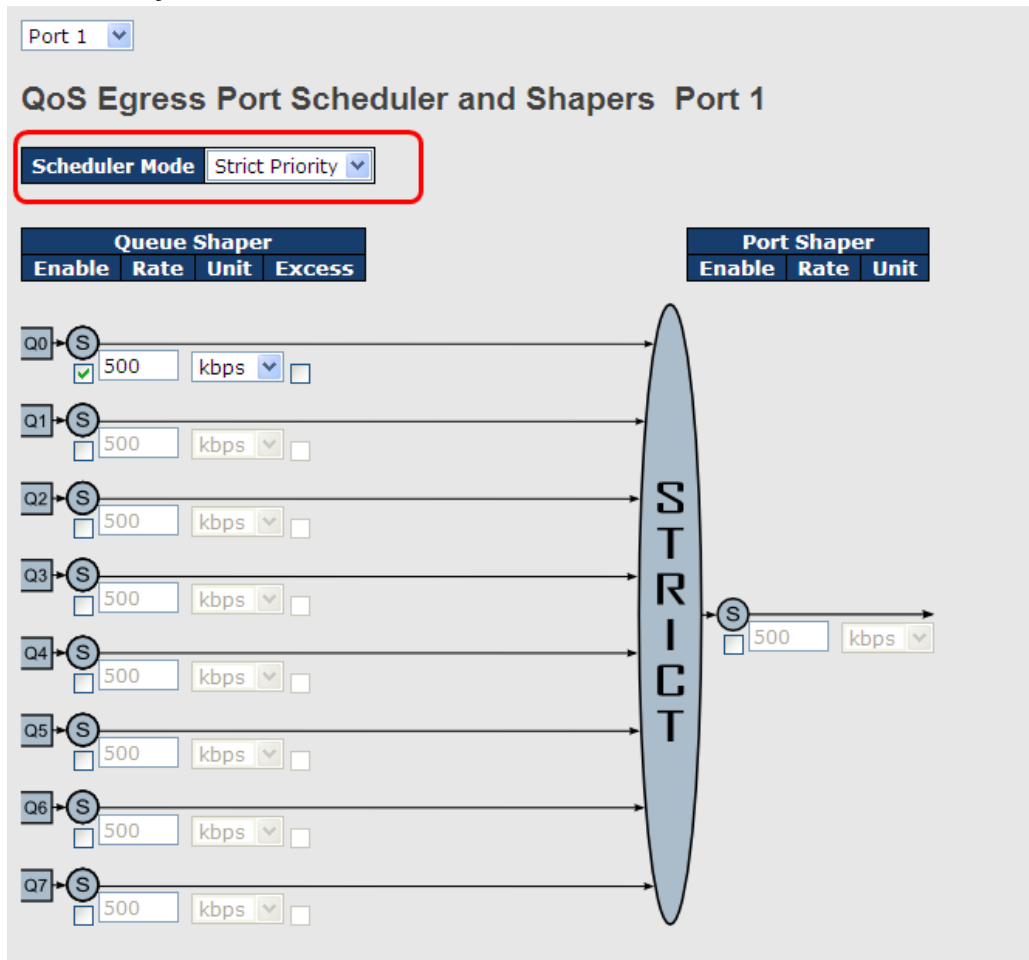 Port 1
QoS Egress Port Scheduler and Shapers Port 1
Scheduler Mode Strict Priority
Queue Shaper
Enable Rate Unit Excess
Port Shaper
Enable Rate Unit
Q0 S
500 kbps
Q1 S
500 kbps
Q2 S
500 kbps
Q3 S
500 kbps
Q4 S
500 kbps
Q5 S
500 kbps
Q6 S
500 kbps
Q7 S
500 kbps
STRICT
S
500 kbps